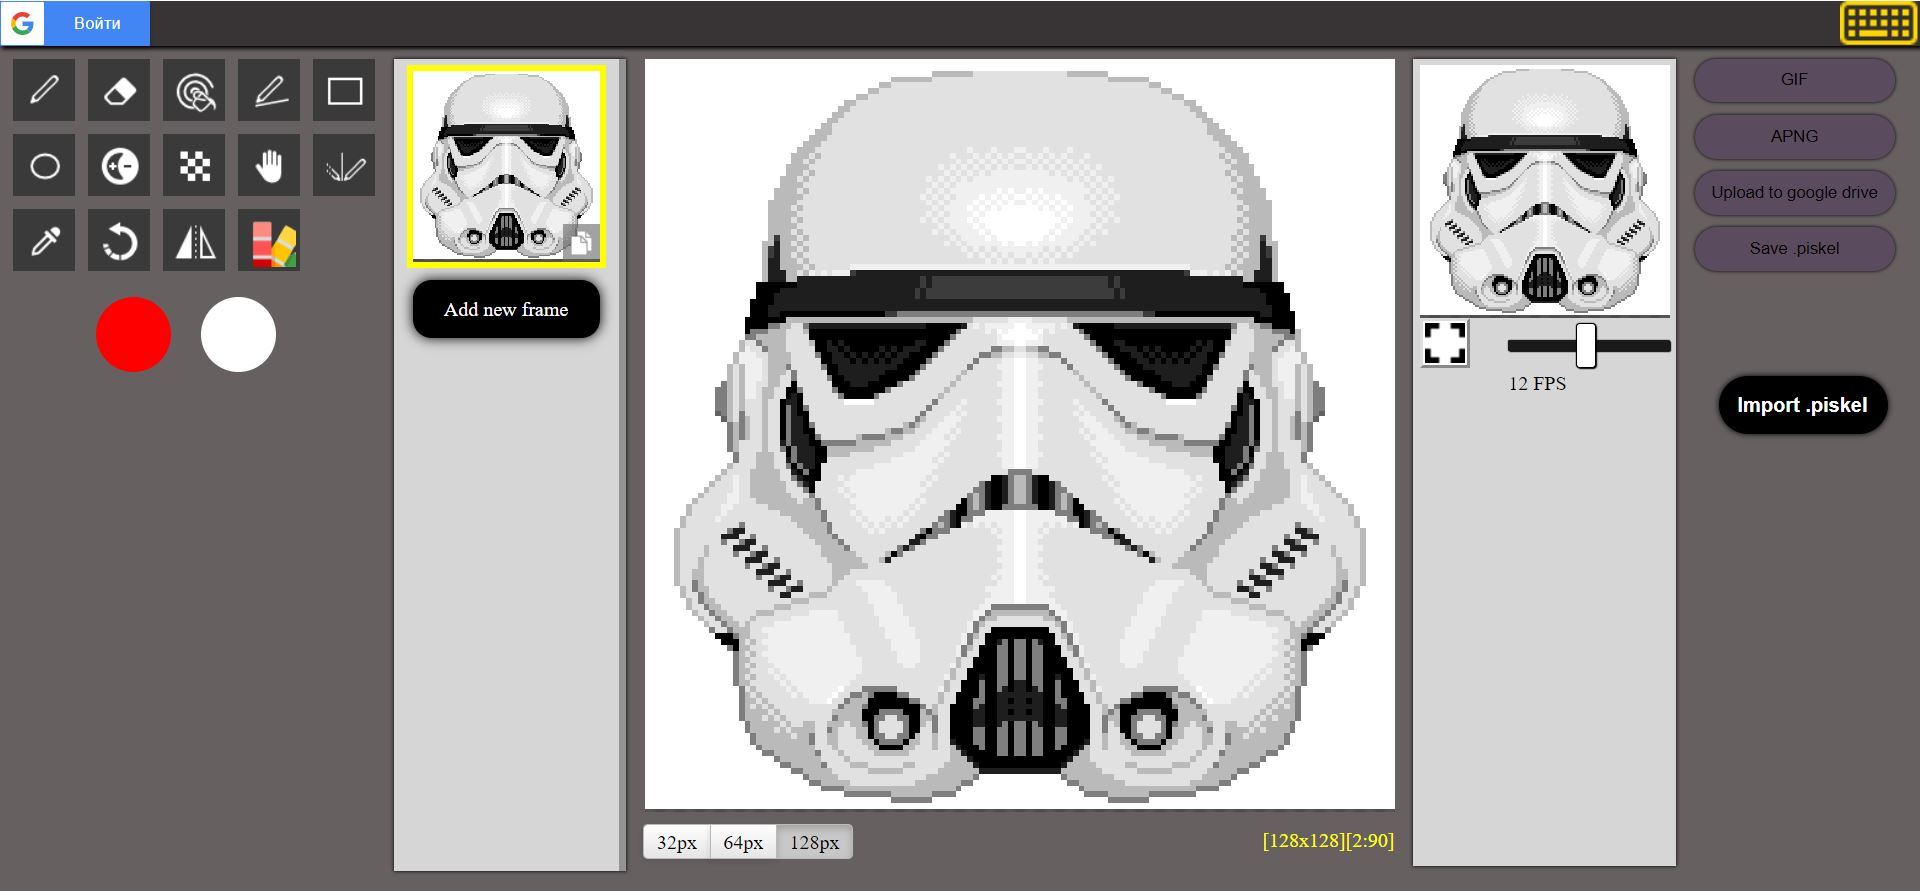 Войти
GIF
APNG
Upload to google drive
Save .piskel
Add new frame
12 FPS
Import .piskel
32px
64px
128px
[128x128][2:90]